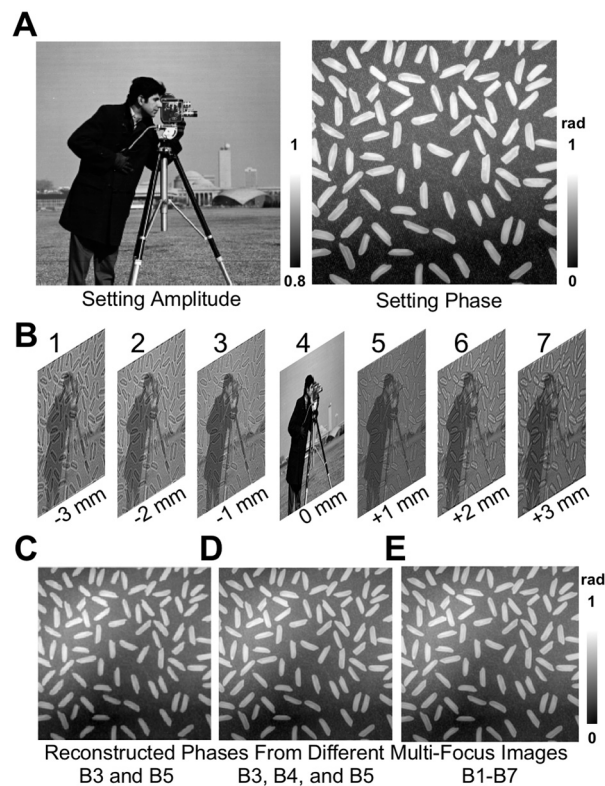 A
rad
1
1
0.8
0
Setting Amplitude
Setting Phase
B
1 2 3 4 5 6 7
-3 mm -2 mm -1 mm 0 mm +1 mm +2 mm +3 mm
C D E
rad
1
0
Reconstructed Phases From Different Multi-Focus Images
B3 and B5 B3, B4, and B5 B1-B7